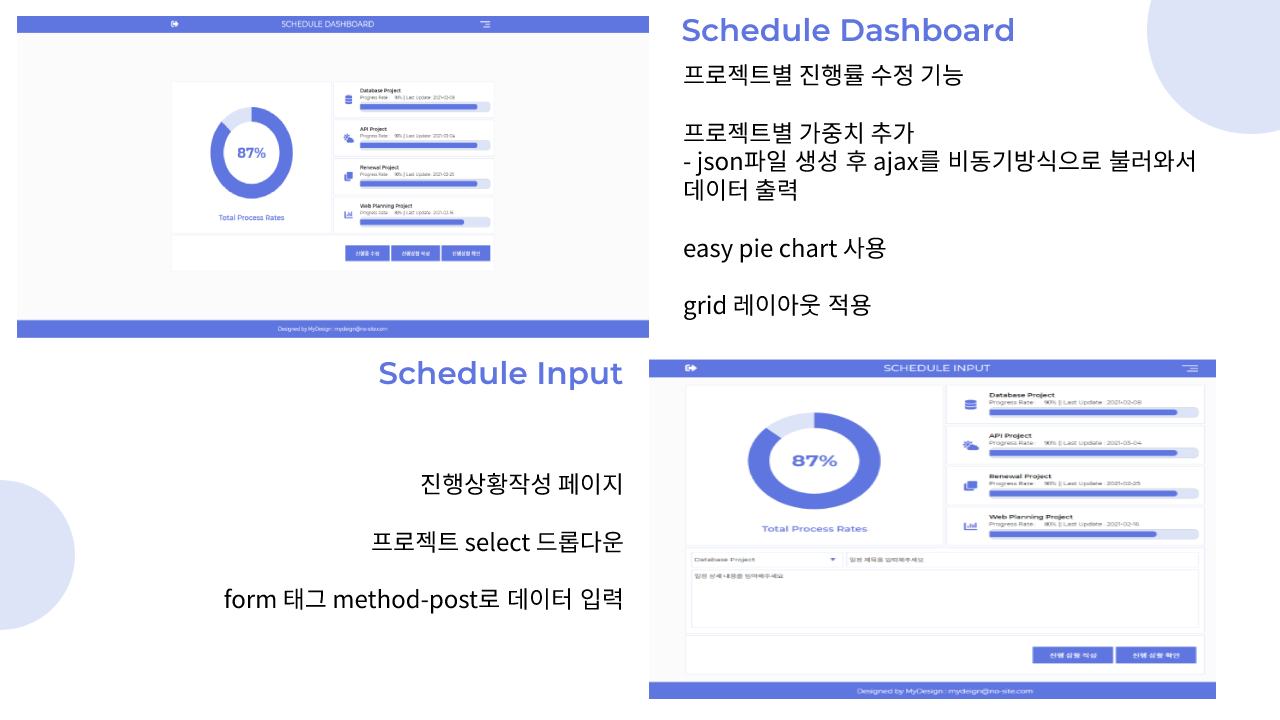 SCHEDULE DASHBOARD
87%
Total Process Rates
Database Project
Progress Rate : 90% || Last Update : 2021-02-08
API Project
Progress Rate : 90% || Last Update : 2021-03-04
Renewal Project
Progress Rate : 90% || Last Update : 2021-02-25
Web Planning Project
Progress Rate : 80% || Last Update : 2021-02-16
진행률 수정 진행상황 작성 진행상황 확인
Designed by MyDesign : mydeign@no-site.com
Schedule Dashboard
프로젝트별 진행률 수정 기능
프로젝트별 가중치 추가
- json파일 생성 후 ajax를 비동기방식으로 불러와서
데이터 출력
easy pie chart 사용
grid 레이아웃 적용
Schedule Input
진행상황작성 페이지
프로젝트 select 드롭다운
form 태그 method-post로 데이터 입력
SCHEDULE INPUT
87%
Total Process Rates
Database Project
Progress Rate : 90% || Last Update : 2021-02-08
API Project
Progress Rate : 90% || Last Update : 2021-03-04
Renewal Project
Progress Rate : 90% || Last Update : 2021-02-25
Web Planning Project
Progress Rate : 80% || Last Update : 2021-02-16
Database Project 일정 제목을 입력해주세요
일정 상세 내용을 입력해주세요
진행 상황 작성 진행 상황 확인
Designed by MyDesign : mydeign@no-site.com